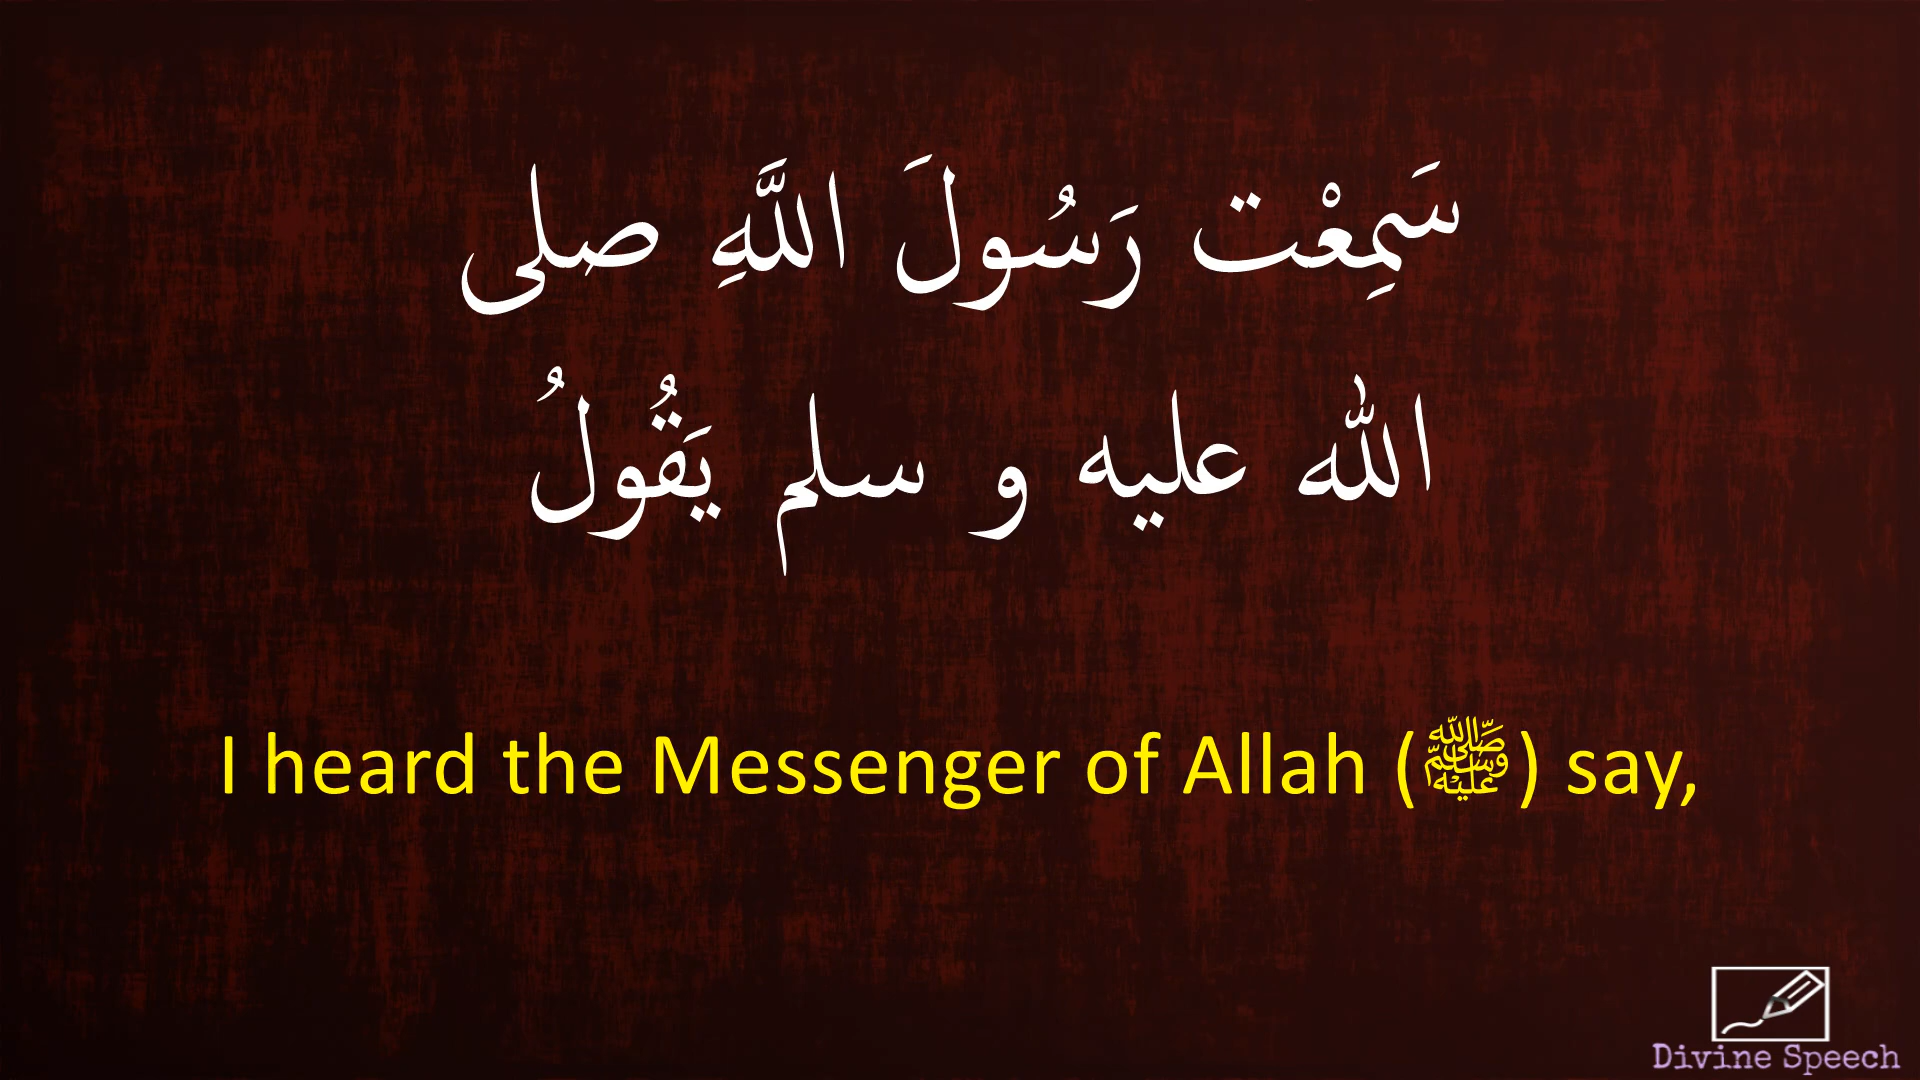 سَمِعْت رَسُولَ اللَّهِ صلى
الله عليه و سلم يَقُولُ
I heard the Messenger of Allah (ﷺ) say,
Divine Speech